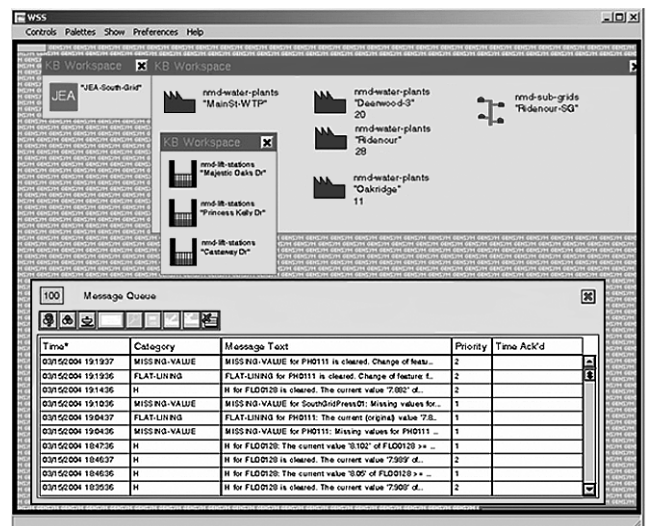 WSS
Controls Palettes Show Preferences Help
KB Workspace
KB Workspace
JEA
"JEA-South-Grid"
nmd-water-plants
"MainSt-WTP"
nmd-water-plants
"Deerwood-3"
20
nmd-sub-grids
"Ridenour-SG"
nmd-water-plants
"Ridenour"
28
nmd-water-plants
"Oakridge"
11
KB Workspace
nmd-lift-stations
"Majestic Oaks Dr"
nmd-lift-stations
"Princess Kelly Dr"
nmd-lift-stations
"Castaway Dr"
100 Message Queue
Time* Category Message Text Priority Time Ack'd
03/15/2004 19:19:37 MISSING-VALUE MISSING-VALUE for PH0111 is cleared. Change of featu... 2
03/15/2004 19:19:36 FLAT-LINING FLAT-LINING for PH0111 is cleared. Change of feature: f... 2
03/15/2004 19:14:36 H H for FLO0128 is cleared. The current value "7.882" of... 2
03/15/2004 19:10:36 MISSING-VALUE MISSING-VALUE for SouthGridPress01: Missing values for... 1
03/15/2004 19:04:37 FLAT-LINING FLAT-LINING for PH0111: The current (original) value "7.8... 1
03/15/2004 19:04:36 MISSING-VALUE MISSING-VALUE for PH0111: Missing values for PH0111 ... 1
03/15/2004 18:47:36 H H for FLO0128: The current value "8.102" of FLO0128 >= ... 1
03/15/2004 18:46:37 H H for FLO0128 is cleared. The current value "7.989" of... 2
03/15/2004 18:46:36 H H for FLO0128: The current value "8.05" of FLO0128 >= ... 1
03/15/2004 18:35:36 H H for FLO0128 is cleared. The current value "7.908" of... 2